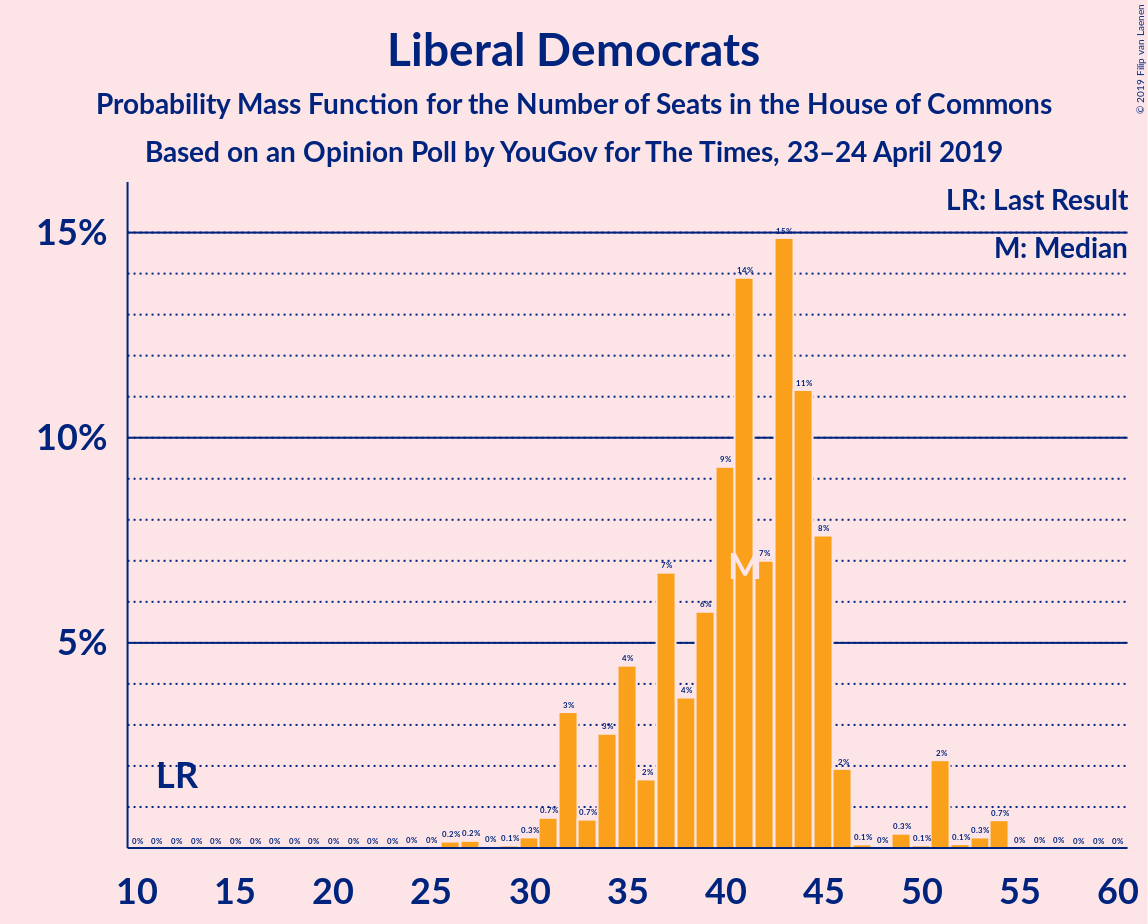 Liberal Democrats
Probability Mass Function for the Number of Seats in the House of Commons
Based on an Opinion Poll by YouGov for The Times, 23–24 April 2019
© 2019 Filip van Laenen
LR: Last Result
M: Median
15%
10%
5%
LR
M
0% 0% 0% 0% 0% 0% 0% 0% 0% 0% 0% 0% 0% 0% 0% 0% 0.2% 0.2% 0% 0.1% 0.3% 0.7% 3% 0.7% 3% 4% 2% 7% 4% 6% 9% 14% 7% 15% 11% 8% 2% 0.1% 0% 0.3% 0.1% 2% 0.1% 0.3% 0.7% 0% 0% 0% 0% 0% 0%
10 15 20 25 30 35 40 45 50 55 60